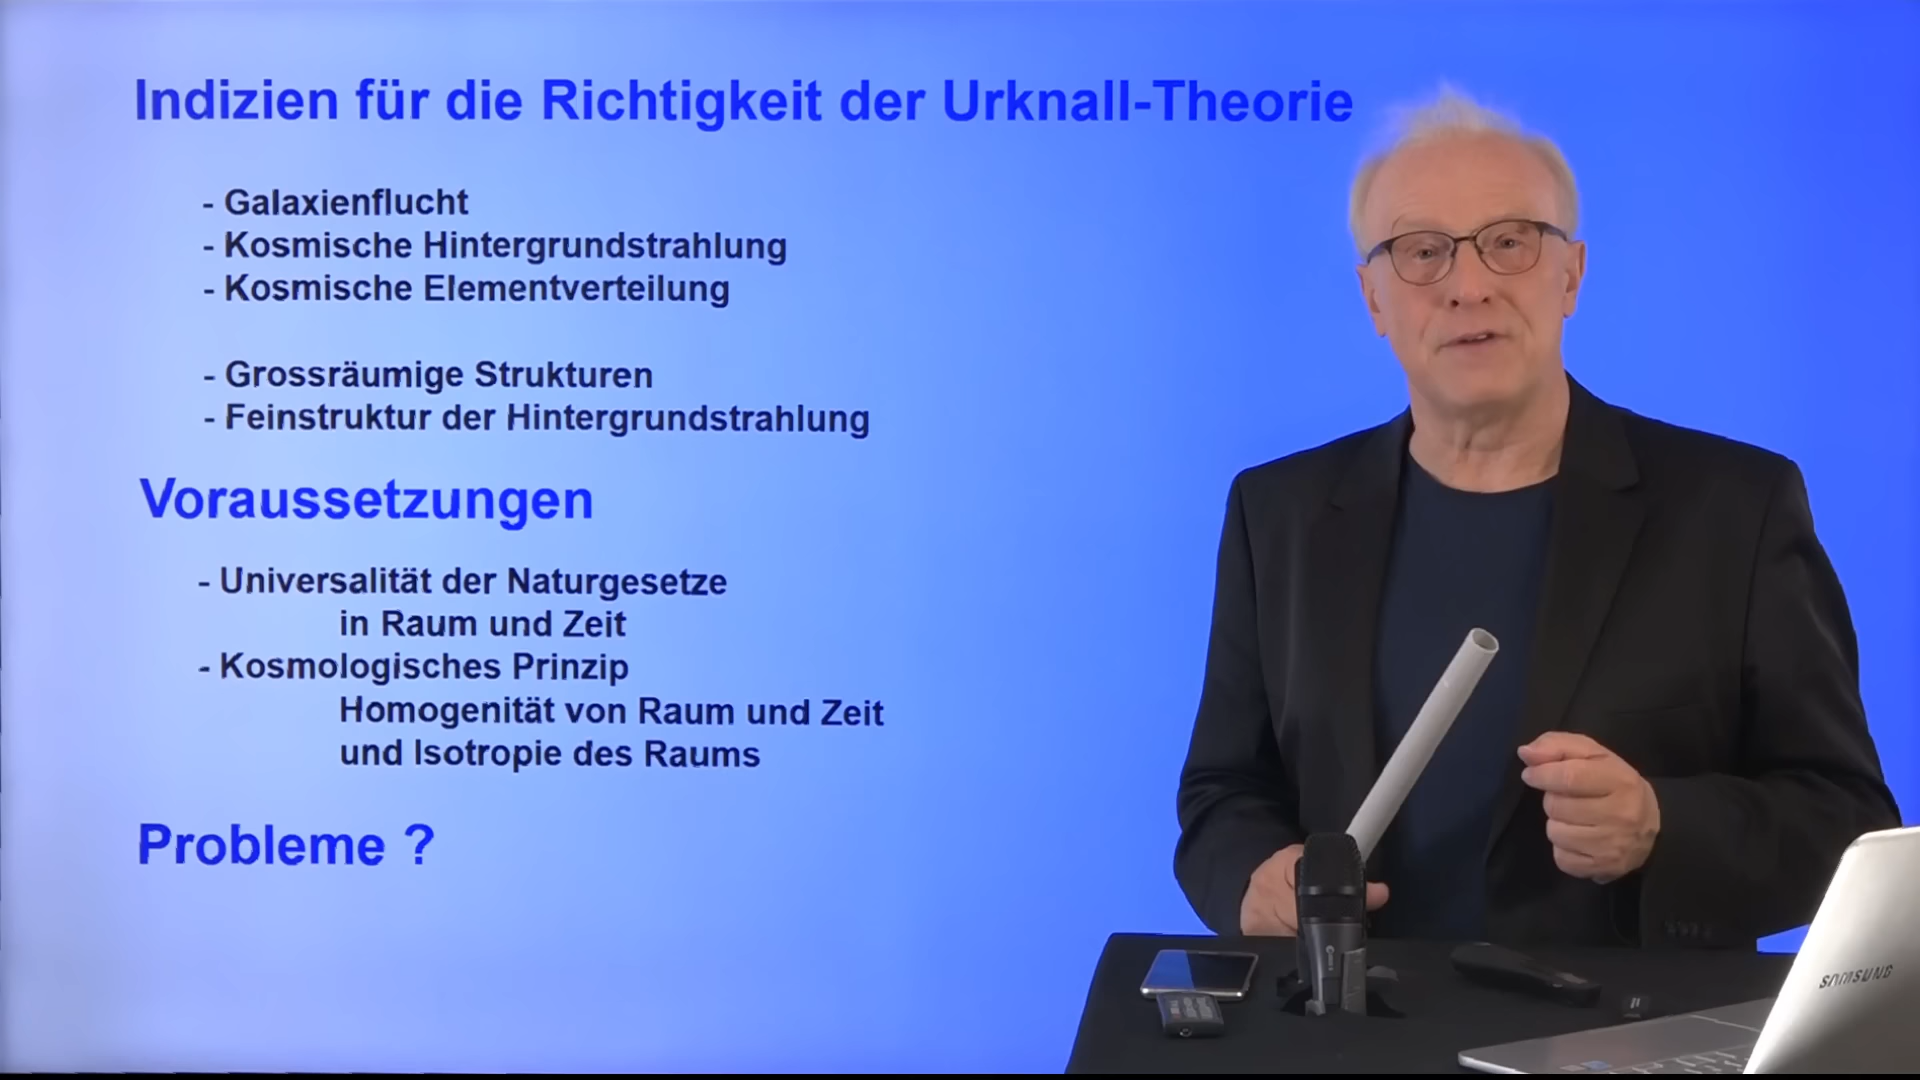 Indizien für die Richtigkeit der Urknall-Theorie
- Galaxienflucht
- Kosmische Hintergrundstrahlung
- Kosmische Elementverteilung
- Grossräumige Strukturen
- Feinstruktur der Hintergrundstrahlung
Voraussetzungen
- Universalität der Naturgesetze
in Raum und Zeit
- Kosmologisches Prinzip
Homogenität von Raum und Zeit
und Isotropie des Raums
Probleme ?
SAMSUNG